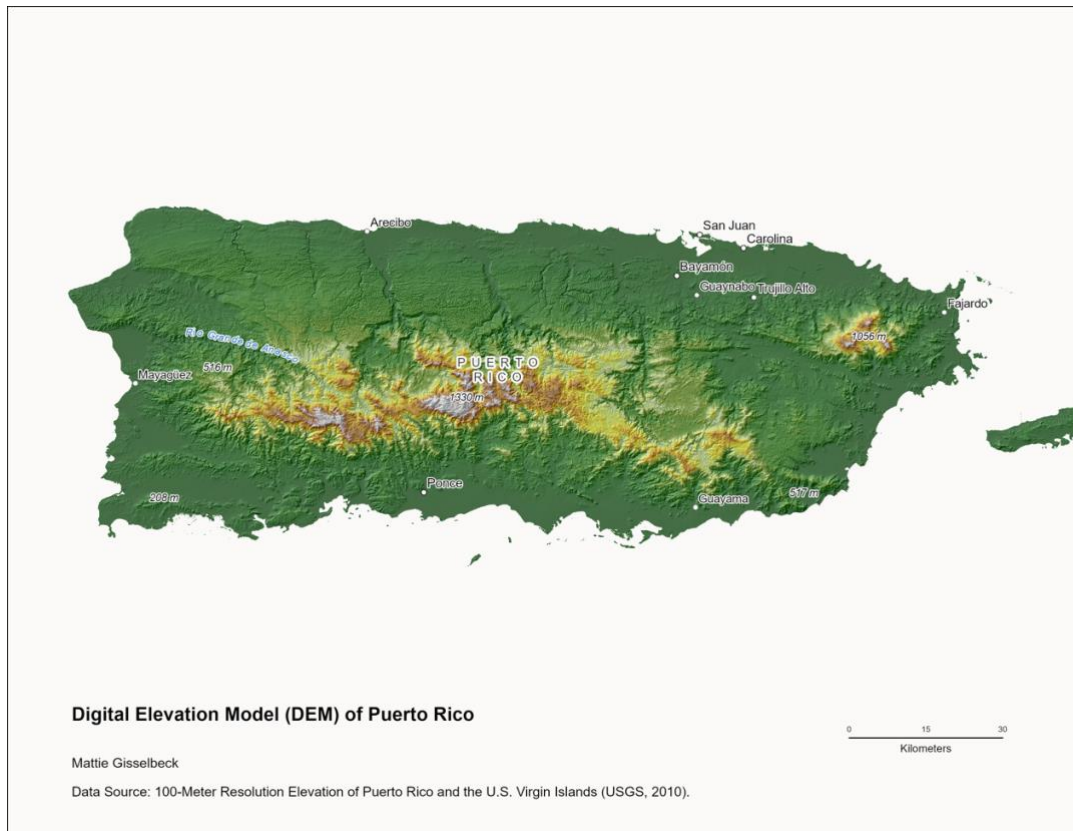 Arecibo
San Juan
Carolina
Bayamón
Guaynabo
Trujillo Alto
Fajardo
1056 m
Río Grande de Añasco
PUERTO
RICO
516 m
Mayagüez
1330 m
Ponce
208 m
517 m
Guayama
Digital Elevation Model (DEM) of Puerto Rico
0 15 30
Kilometers
Mattie Gisselbeck
Data Source: 100-Meter Resolution Elevation of Puerto Rico and the U.S. Virgin Islands (USGS, 2010).